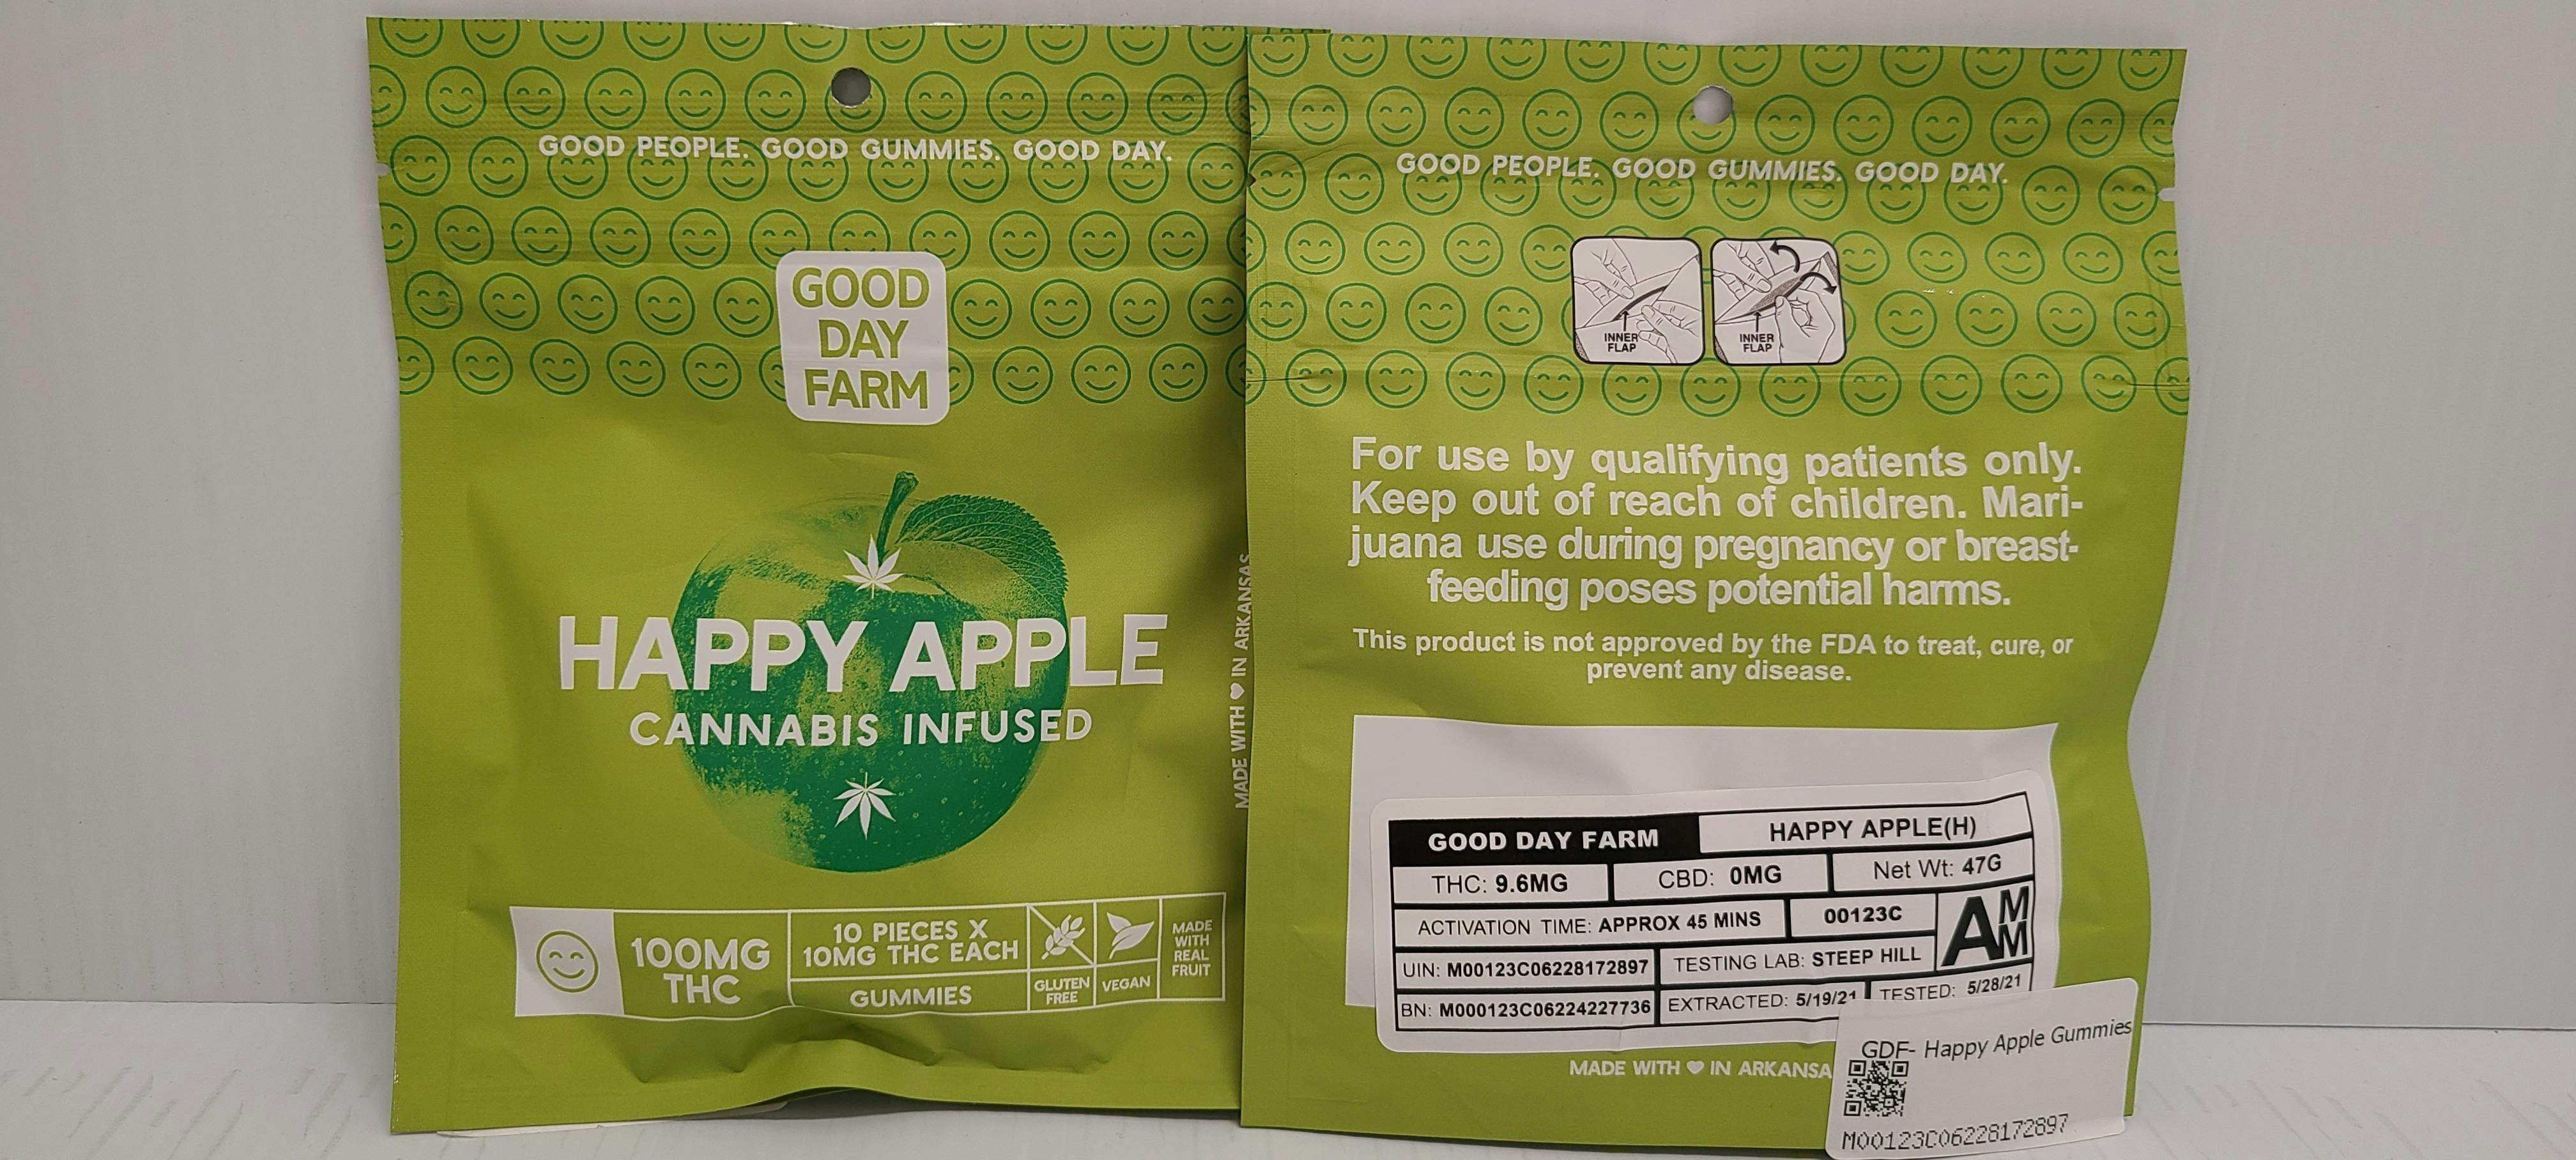 GOOD PEOPLE. GOOD GUMMIES. GOOD DAY.
GOOD
DAY
FARM
HAPPY APPLE
CANNABIS INFUSED
100MG
THC
10 PIECES X
10MG THC EACH
GUMMIES
GLUTEN
FREE
VEGAN
MADE
WITH
REAL
FRUIT
MADE WITH ♥ IN ARKANSAS
GOOD PEOPLE. GOOD GUMMIES. GOOD DAY.
INNER
FLAP
INNER
FLAP
For use by qualifying patients only.
Keep out of reach of children. Mari-
juana use during pregnancy or breast-
feeding poses potential harms.
This product is not approved by the FDA to treat, cure, or
prevent any disease.
GOOD DAY FARM HAPPY APPLE(H)
THC: 9.6MG CBD: 0MG Net Wt: 47G
ACTIVATION TIME: APPROX 45 MINS 00123C
AMM
UIN: M00123C06228172897 TESTING LAB: STEEP HILL
BN: M000123C06224227736 EXTRACTED: 5/19/21 TESTED: 5/28/21
MADE WITH ♥ IN ARKANSA
GDF- Happy Apple Gummies
M00123C06228172897